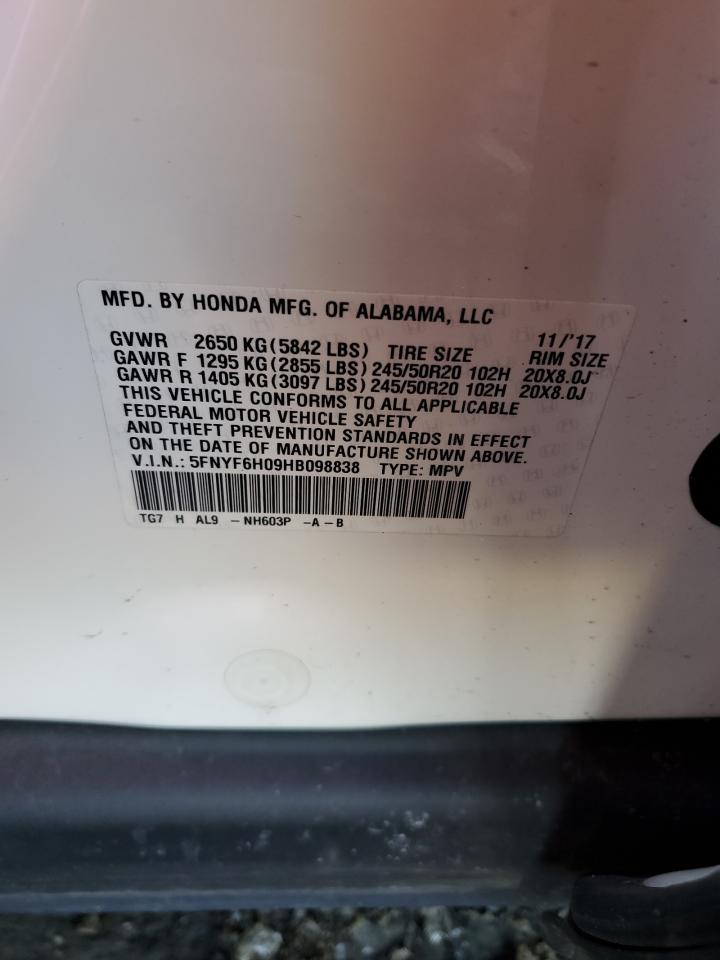 MFD. BY HONDA MFG. OF ALABAMA, LLC
11/'17
GVWR 2650 KG(5842 LBS) TIRE SIZE RIM SIZE
GAWR F 1295 KG(2855 LBS)245/50R20 102H 20X8.0J
GAWR R 1405 KG(3097 LBS)245/50R20 102H 20X8.0J
THIS VEHICLE CONFORMS TO ALL APPLICABLE
FEDERAL MOTOR VEHICLE SAFETY
AND THEFT PREVENTION STANDARDS IN EFFECT
ON THE DATE OF MANUFACTURE SHOWN ABOVE.
V.I.N.: 5FNYF6H09HB098838 TYPE: MPV
TG7 H AL9 -NH603P -A-B